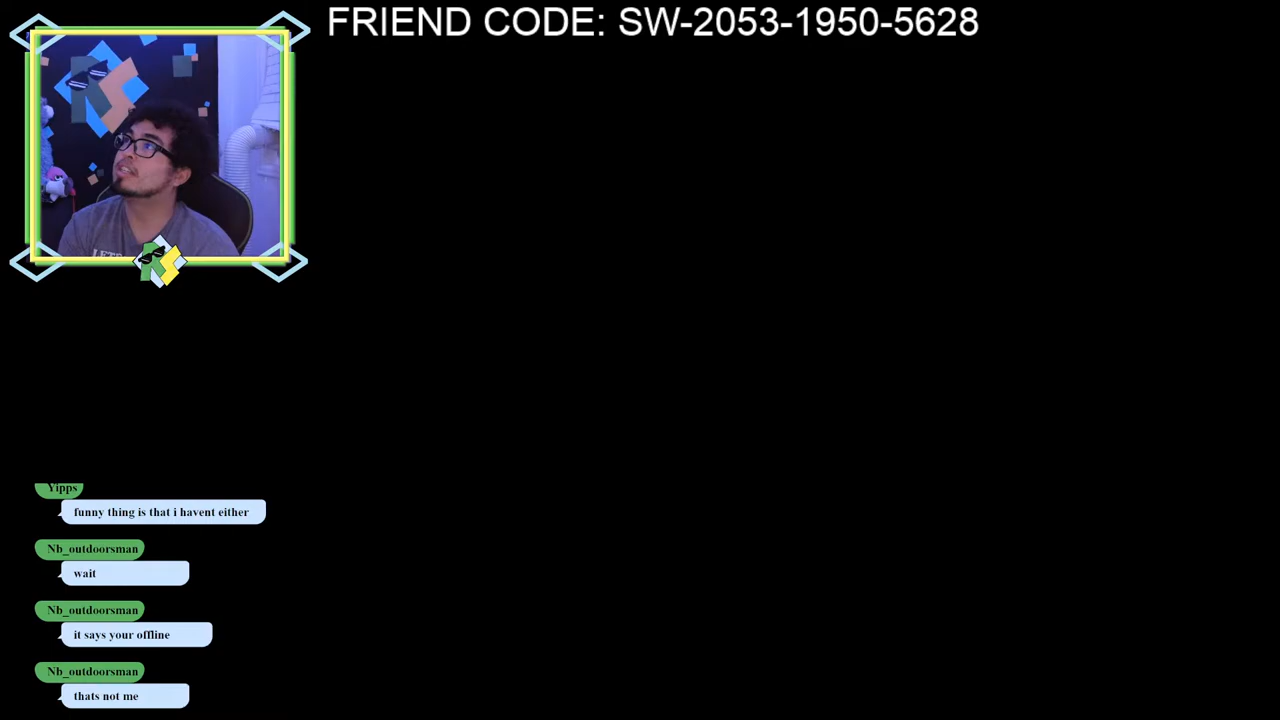 FRIEND CODE: SW-2053-1950-5628
Yipps
funny thing is that i havent either
Nb_outdoorsman
wait
Nb_outdoorsman
it says your offline
Nb_outdoorsman
thats not me